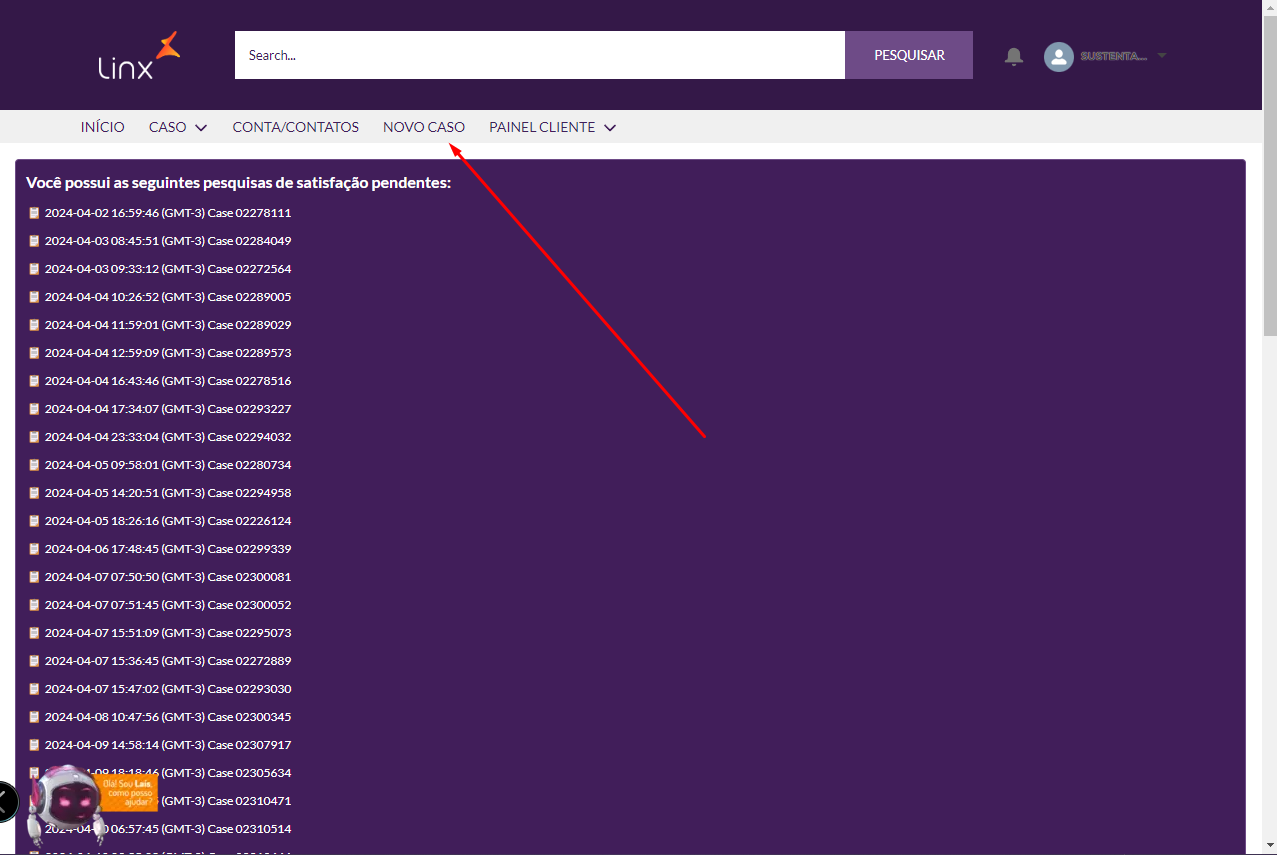 Linx
Search...
PESQUISAR
SUSTENTA...
INÍCIO CASO CONTA/CONTATOS NOVO CASO PAINEL CLIENTE
Você possui as seguintes pesquisas de satisfação pendentes:
2024-04-02 16:59:46 (GMT-3) Case 02278111
2024-04-03 08:45:51 (GMT-3) Case 02284049
2024-04-03 09:33:12 (GMT-3) Case 02272564
2024-04-04 10:26:52 (GMT-3) Case 02289005
2024-04-04 11:59:01 (GMT-3) Case 02289029
2024-04-04 12:59:09 (GMT-3) Case 02289573
2024-04-04 16:43:46 (GMT-3) Case 02278516
2024-04-04 17:34:07 (GMT-3) Case 02293227
2024-04-04 23:33:04 (GMT-3) Case 02294032
2024-04-05 09:58:01 (GMT-3) Case 02280734
2024-04-05 14:20:51 (GMT-3) Case 02294958
2024-04-05 18:26:16 (GMT-3) Case 02226124
2024-04-06 17:48:45 (GMT-3) Case 02299339
2024-04-07 07:50:50 (GMT-3) Case 02300081
2024-04-07 07:51:45 (GMT-3) Case 02300052
2024-04-07 15:51:09 (GMT-3) Case 02295073
2024-04-07 15:36:45 (GMT-3) Case 02272889
2024-04-07 15:47:02 (GMT-3) Case 02293030
2024-04-08 10:47:56 (GMT-3) Case 02300345
2024-04-09 14:58:14 (GMT-3) Case 02307917
18:18:46 (GMT-3) Case 02305634
Olá! Sou Laís,
como posso
ajudar?
(GMT-3) Case 02310471
06:57:45 (GMT-3) Case 02310514